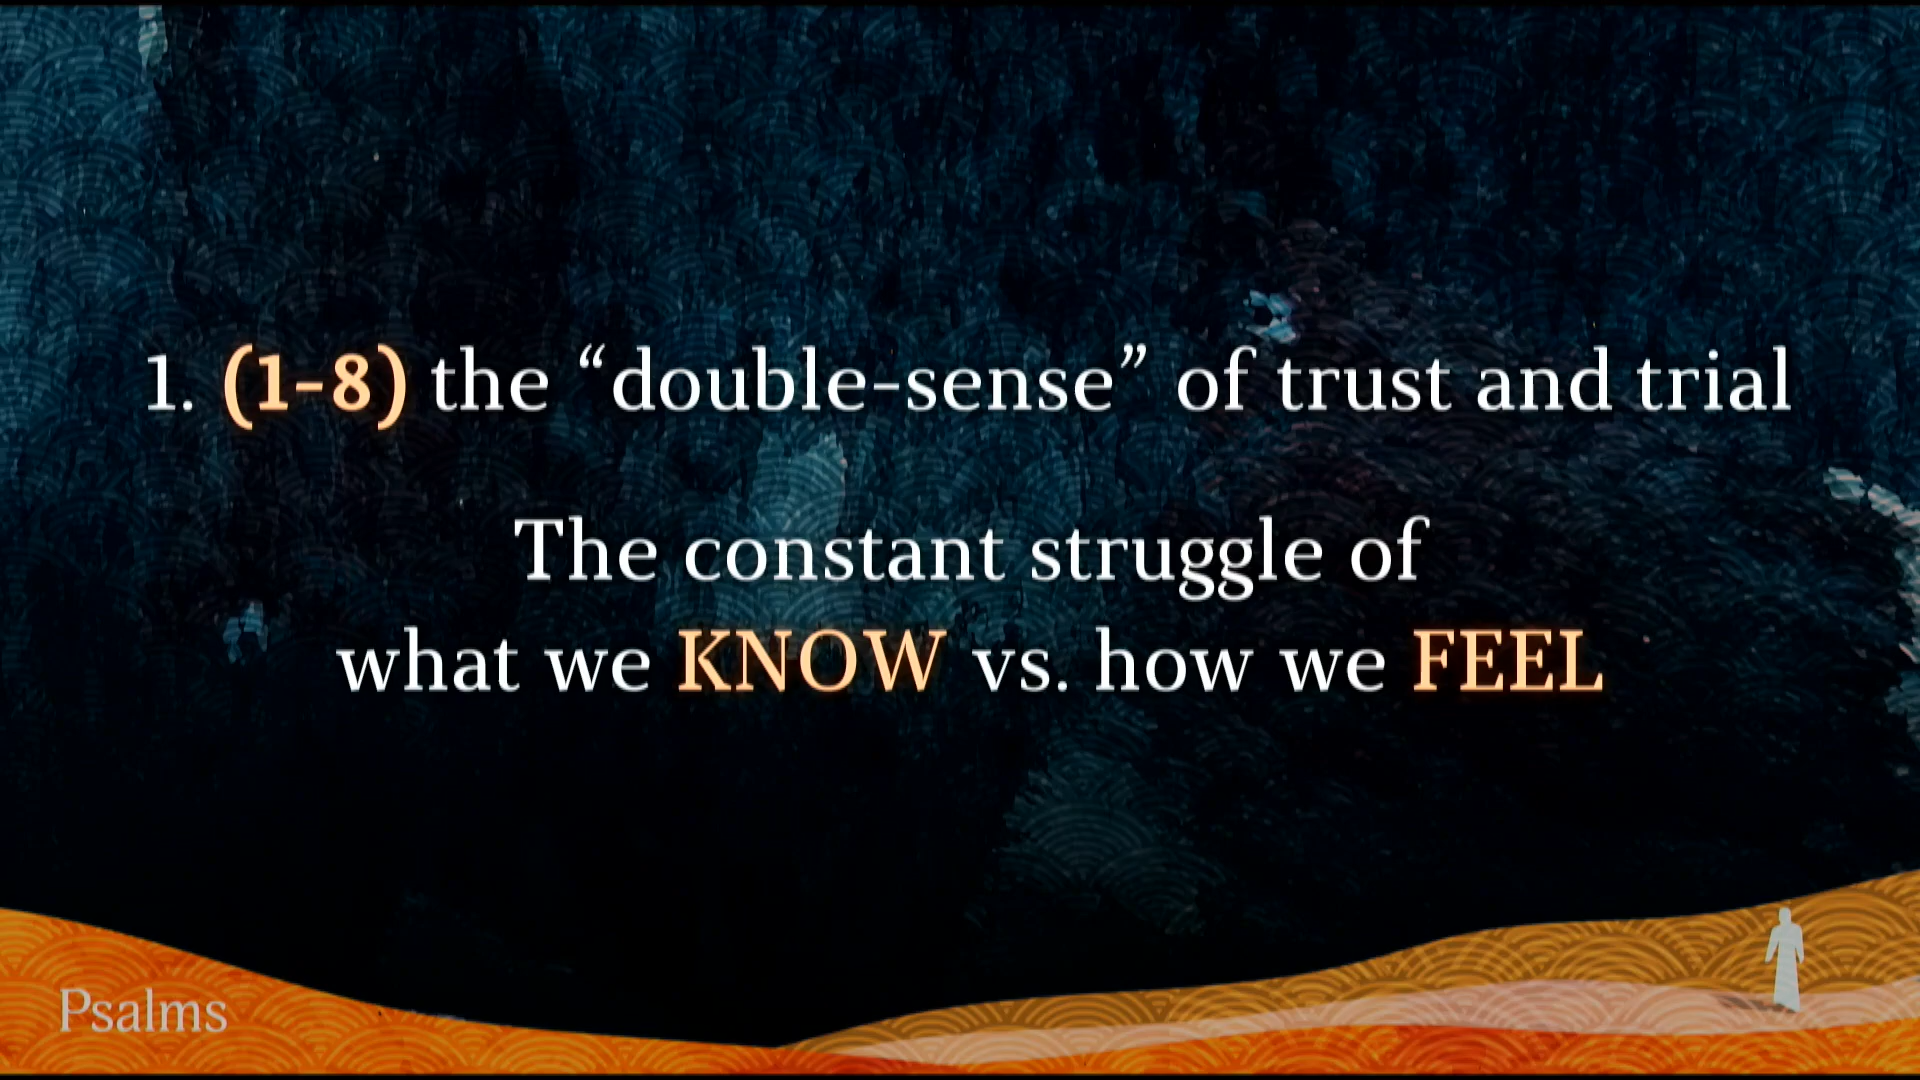 1. (1-8) the “double-sense” of trust and trial
The constant struggle of
what we KNOW vs. how we FEEL
Psalms